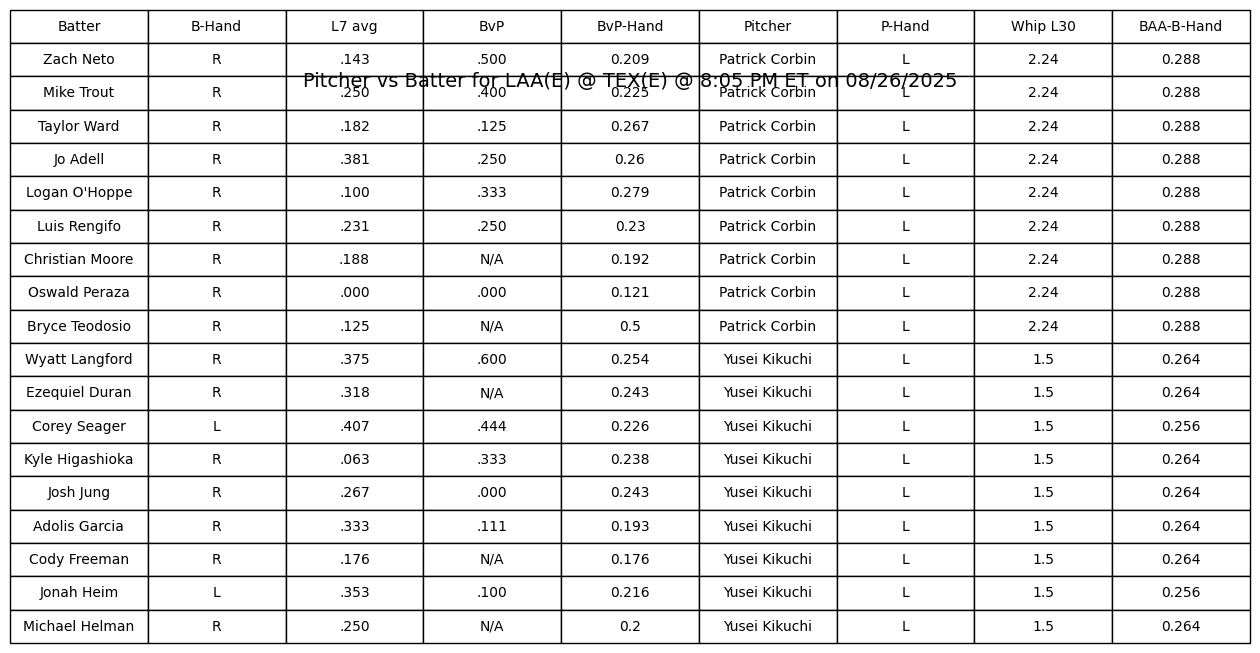 Batter B-Hand L7 avg BvP BvP-Hand Pitcher P-Hand Whip L30 BAA-B-Hand
Zach Neto R .143 .500 0.209 Patrick Corbin L 2.24 0.288
Pitcher vs Batter for LAA(E) @ TEX(E) @ 8:05 PM ET on 08/26/2025
Mike Trout R .250 .400 0.225 Patrick Corbin L 2.24 0.288
Taylor Ward R .182 .125 0.267 Patrick Corbin L 2.24 0.288
Jo Adell R .381 .250 0.26 Patrick Corbin L 2.24 0.288
Logan O'Hoppe R .100 .333 0.279 Patrick Corbin L 2.24 0.288
Luis Rengifo R .231 .250 0.23 Patrick Corbin L 2.24 0.288
Christian Moore R .188 N/A 0.192 Patrick Corbin L 2.24 0.288
Oswald Peraza R .000 .000 0.121 Patrick Corbin L 2.24 0.288
Bryce Teodosio R .125 N/A 0.5 Patrick Corbin L 2.24 0.288
Wyatt Langford R .375 .600 0.254 Yusei Kikuchi L 1.5 0.264
Ezequiel Duran R .318 N/A 0.243 Yusei Kikuchi L 1.5 0.264
Corey Seager L .407 .444 0.226 Yusei Kikuchi L 1.5 0.256
Kyle Higashioka R .063 .333 0.238 Yusei Kikuchi L 1.5 0.264
Josh Jung R .267 .000 0.243 Yusei Kikuchi L 1.5 0.264
Adolis Garcia R .333 .111 0.193 Yusei Kikuchi L 1.5 0.264
Cody Freeman R .176 N/A 0.176 Yusei Kikuchi L 1.5 0.264
Jonah Heim L .353 .100 0.216 Yusei Kikuchi L 1.5 0.256
Michael Helman R .250 N/A 0.2 Yusei Kikuchi L 1.5 0.264